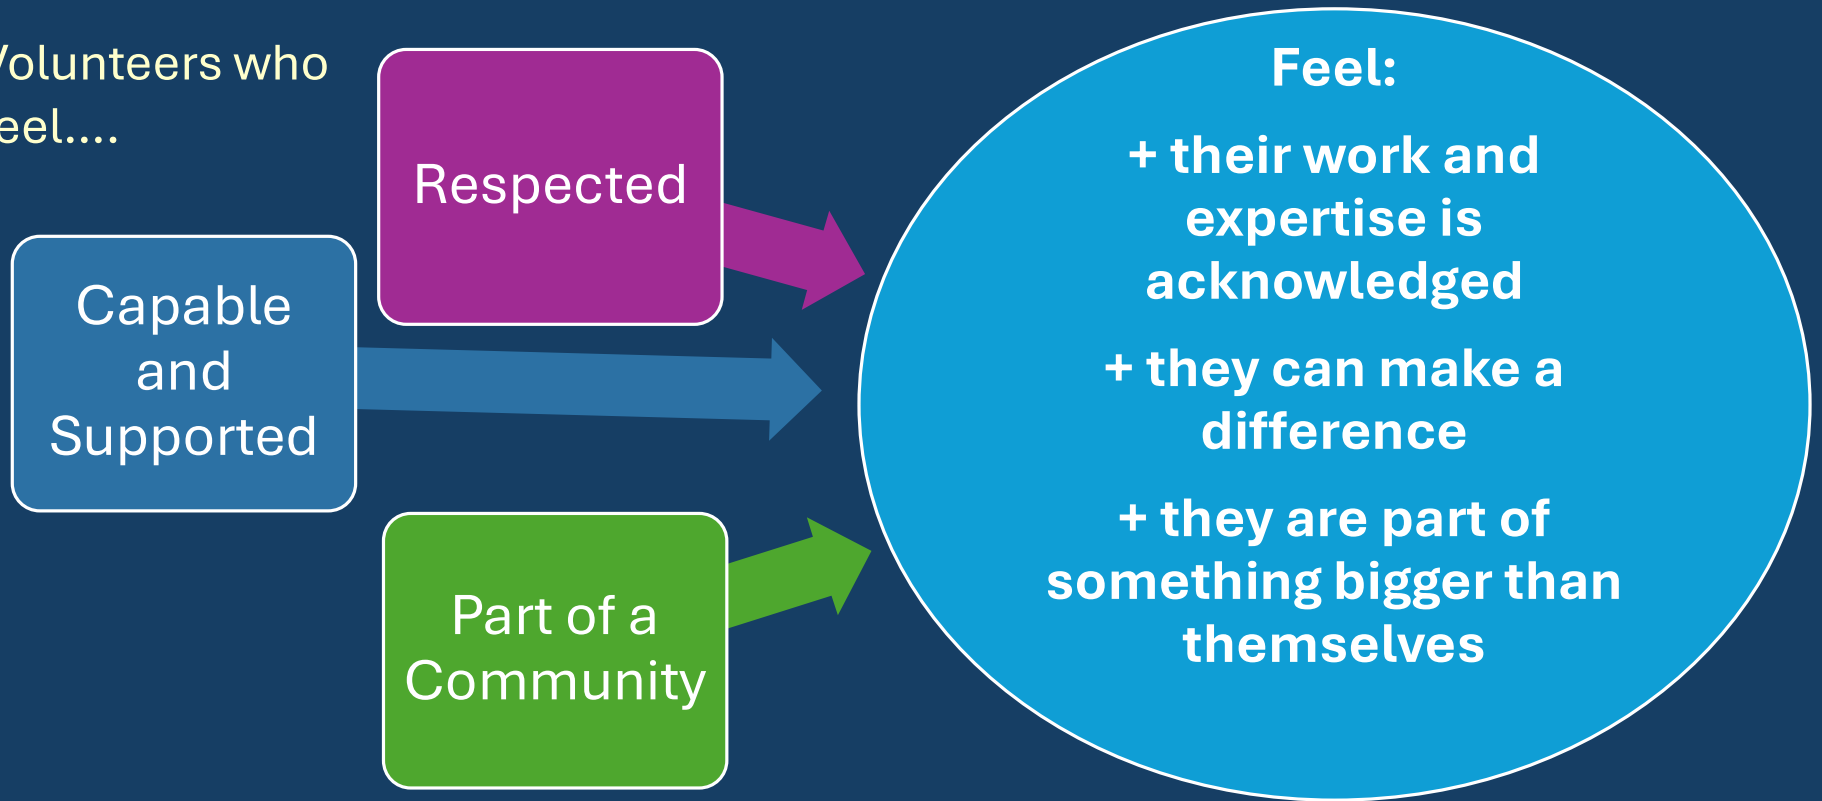 Volunteers who
eel....
Respected
Capable
and
Supported
Part of a
Community
Feel:
+ their work and
expertise is
acknowledged
+ they can make a
difference
+ they are part of
something bigger than
themselves